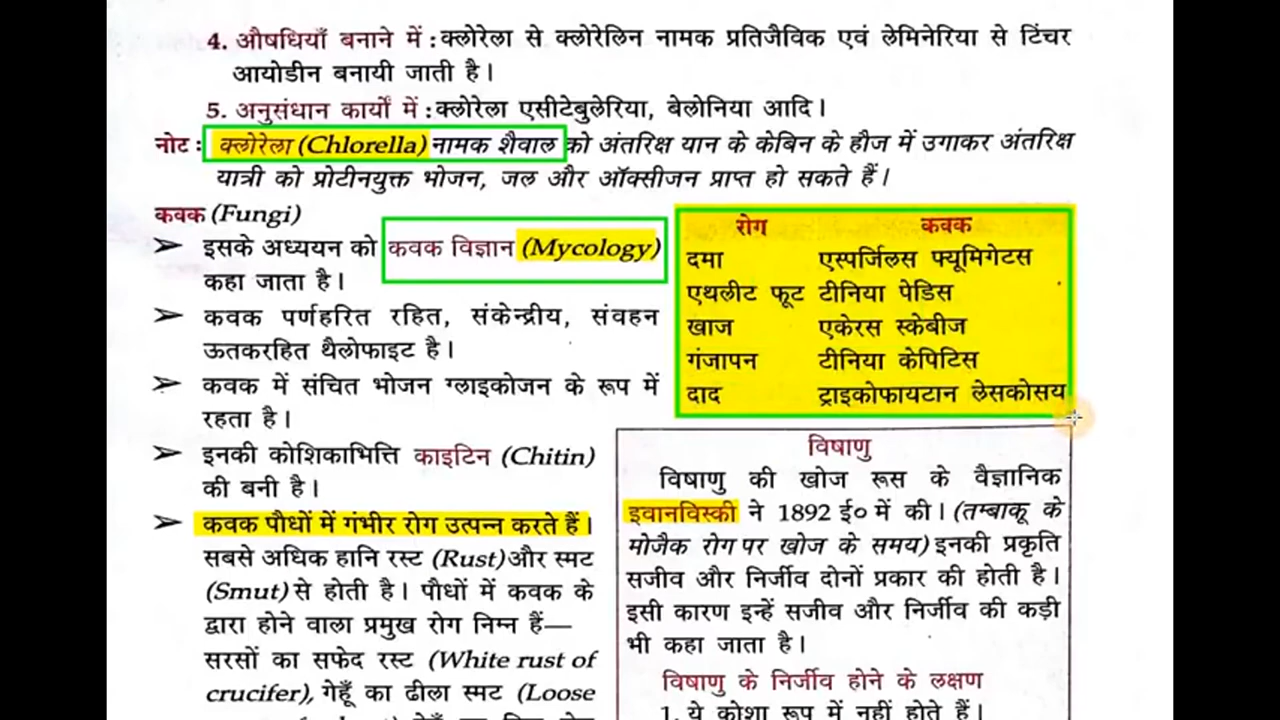 4. औषधियाँ बनाने में : क्लोरेला से क्लोरेलिन नामक प्रतिजैविक एवं लेमिनेरिया से टिंचर
आयोडीन बनायी जाती है।
5. अनुसंधान कार्यों में : क्लोरेला एसीटेबुलेरिया, बेलोनिया आदि।
नोट : क्लोरेला (Chlorella) नामक शैवाल को अंतरिक्ष यान के केबिन के हौज में उगाकर अंतरिक्ष
यात्री को प्रोटीनयुक्त भोजन, जल और ऑक्सीजन प्राप्त हो सकते हैं।
कवक (Fungi)
➢ इसके अध्ययन को कवक विज्ञान (Mycology)
कहा जाता है।
➢ कवक पर्णहरित रहित, संकेन्द्रीय, संवहन
ऊतकरहित थैलोफाइट है।
➢ कवक में संचित भोजन ग्लाइकोजन के रूप में
रहता है।
➢ इनकी कोशिकाभित्ति काइटिन (Chitin)
की बनी है।
➢ कवक पौधों में गंभीर रोग उत्पन्न करते हैं।
सबसे अधिक हानि रस्ट (Rust) और स्मट
(Smut) से होती है। पौधों में कवक के
द्वारा होने वाला प्रमुख रोग निम्न हैं—
सरसों का सफेद रस्ट (White rust of
crucifer), गेहूँ का ढीला स्मट (Loose
रोग कवक
दमा एस्पर्जिलस फ्यूमिगेटस
एथलीट फूट टीनिया पेडिस
खाज एकेरस स्केबीज
गंजापन टीनिया केपिटिस
दाद ट्राइकोफायटान लेसकोसय
विषाणु
विषाणु की खोज रूस के वैज्ञानिक
इवानविस्की ने 1892 ई० में की। (तम्बाकू के
मोजैक रोग पर खोज के समय) इनकी प्रकृति
सजीव और निर्जीव दोनों प्रकार की होती है।
इसी कारण इन्हें सजीव और निर्जीव की कड़ी
भी कहा जाता है।
विषाणु के निर्जीव होने के लक्षण
1. ये कोशा रूप में नहीं होते हैं।